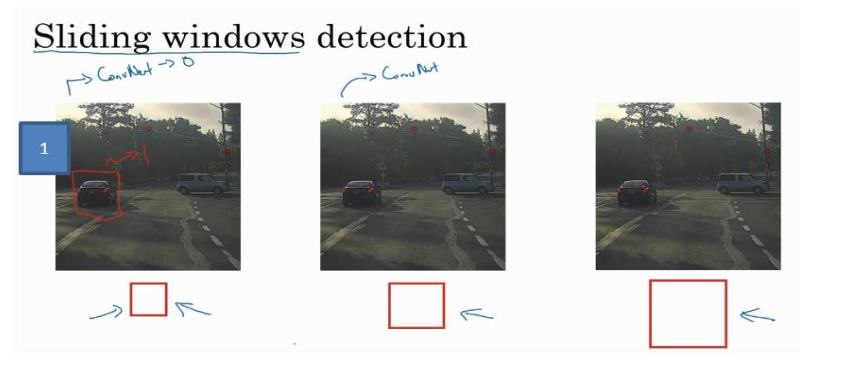 Sliding windows detection
→ ConvNet → 0
→ ConvNet
1
→ 1